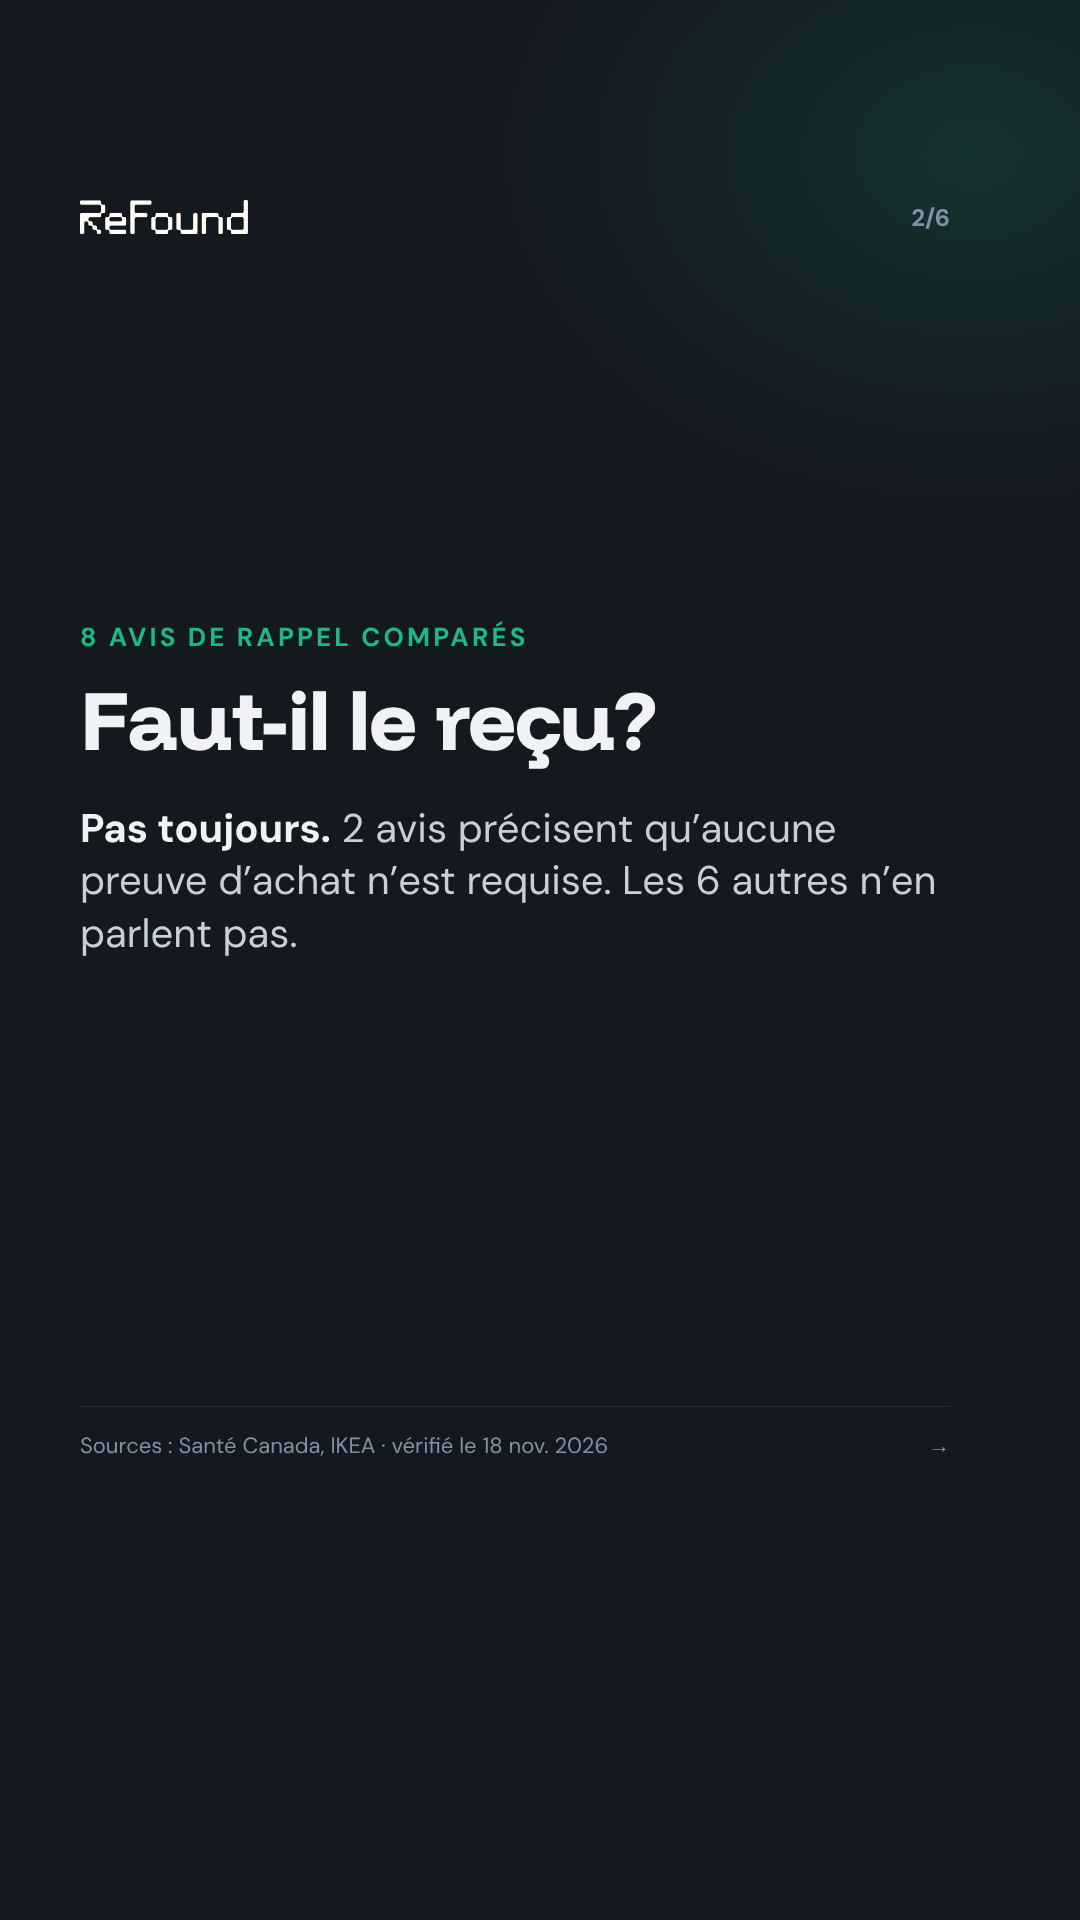 ReFound
2/6
8 AVIS DE RAPPEL COMPARÉS
Faut-il le reçu?
Pas toujours. 2 avis précisent qu’aucune
preuve d’achat n’est requise. Les 6 autres n’en
parlent pas.
Sources : Santé Canada, IKEA · vérifié le 18 nov. 2026 →